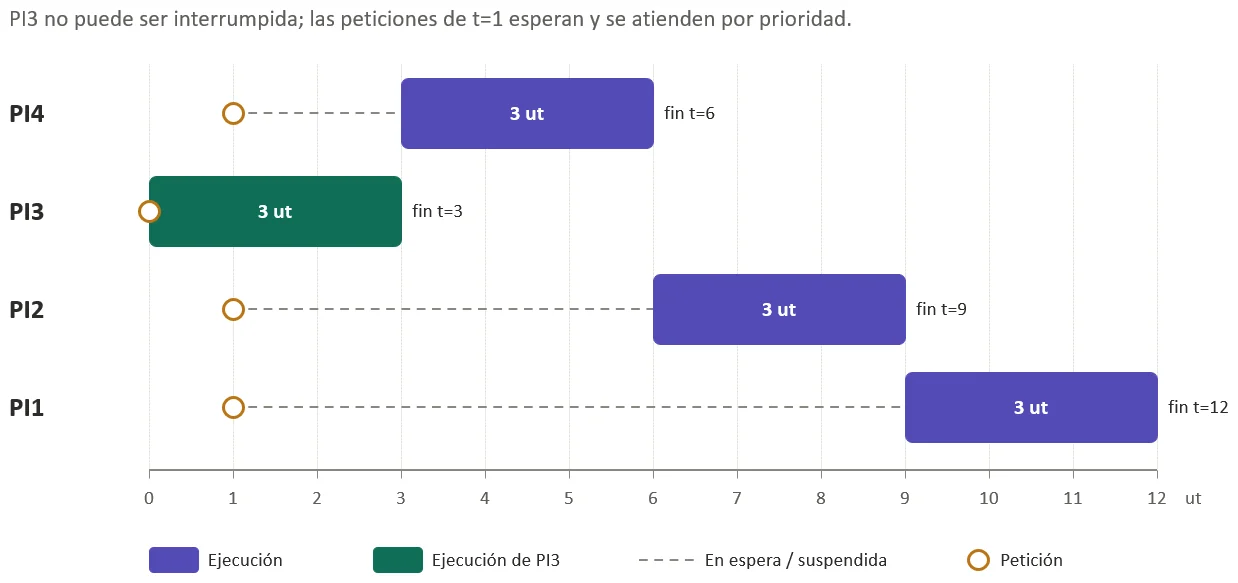 PI3 no puede ser interrumpida; las peticiones de t=1 esperan y se atienden por prioridad.
PI4
3 ut
fin t=6
PI3
3 ut
fin t=3
PI2
3 ut
fin t=9
PI1
3 ut
fin t=12
0 1 2 3 4 5 6 7 8 9 10 11 12 ut
Ejecución
Ejecución de PI3
En espera / suspendida
Petición